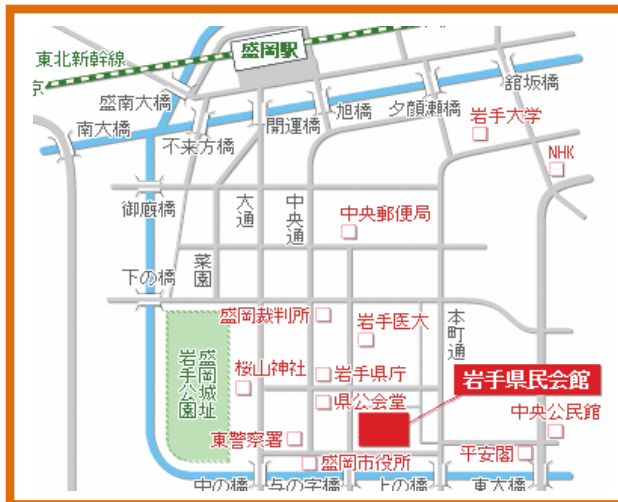 盛岡駅
東北新幹線
京
盛南大橋
南大橋
不来方橋
開運橋
旭橋
夕顔瀬橋
舘坂橋
岩手大学
NHK
御厩橋
大通
中央通
中央郵便局
菜園
下の橋
盛岡裁判所
岩手医大
本町通
盛岡城址
岩手公園
桜山神社
岩手県庁
岩手県民会館
県公会堂
中央公民館
東警察署
盛岡市役所
平安閣
中の橋
与の字橋
上の橋
東大橋